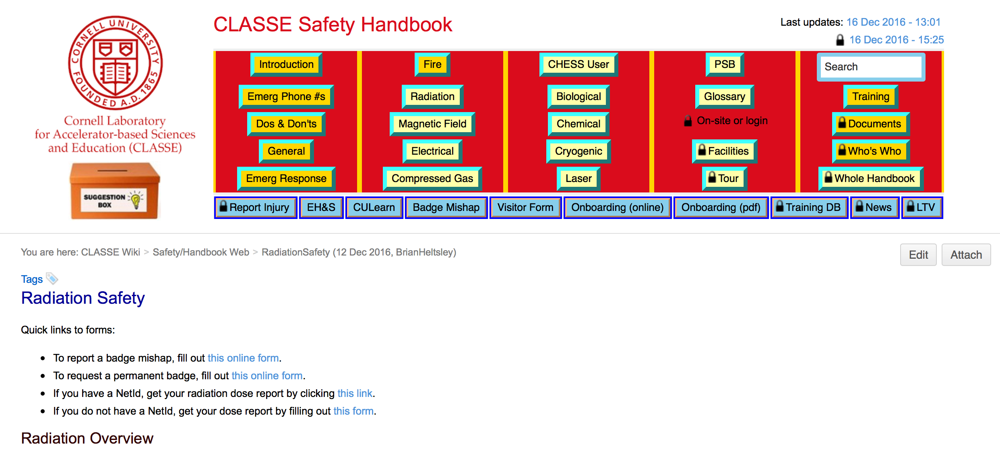 CORNELL UNIVERSITY
FOUNDED A.D. 1865
Cornell Laboratory
for Accelerator-based Sciences
and Education (CLASSE)
SUGGESTION
BOX
CLASSE Safety Handbook
Last updates: 16 Dec 2016 - 13:01
16 Dec 2016 - 15:25
Introduction Fire CHESS User PSB Search
Emerg Phone #s Radiation Biological Glossary Training
Dos & Don'ts Magnetic Field Chemical On-site or login Documents
General Electrical Cryogenic Facilities Who's Who
Emerg Response Compressed Gas Laser Tour Whole Handbook
Report Injury EH&S CULearn Badge Mishap Visitor Form Onboarding (online) Onboarding (pdf) Training DB News LTV
You are here: CLASSE Wiki > Safety/Handbook Web > RadiationSafety (12 Dec 2016, BrianHeltsley)
Edit Attach
Tags
Radiation Safety
Quick links to forms:
• To report a badge mishap, fill out this online form.
• To request a permanent badge, fill out this online form.
• If you have a NetId, get your radiation dose report by clicking this link.
• If you do not have a NetId, get your dose report by filling out this form.
Radiation Overview